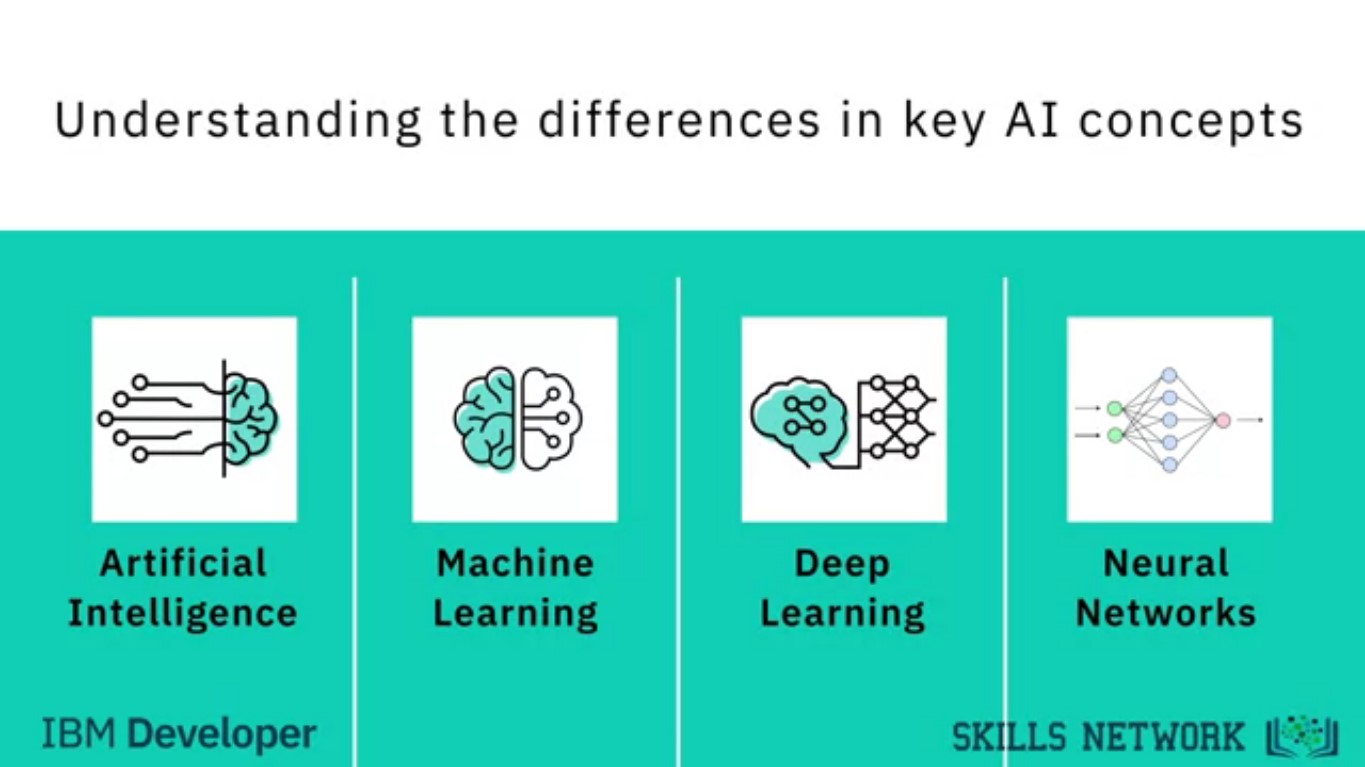 Understanding the differences in key AI concepts
Artificial
Intelligence
Machine
Learning
Deep
Learning
Neural
Networks
IBM Developer
SKILLS NETWORK